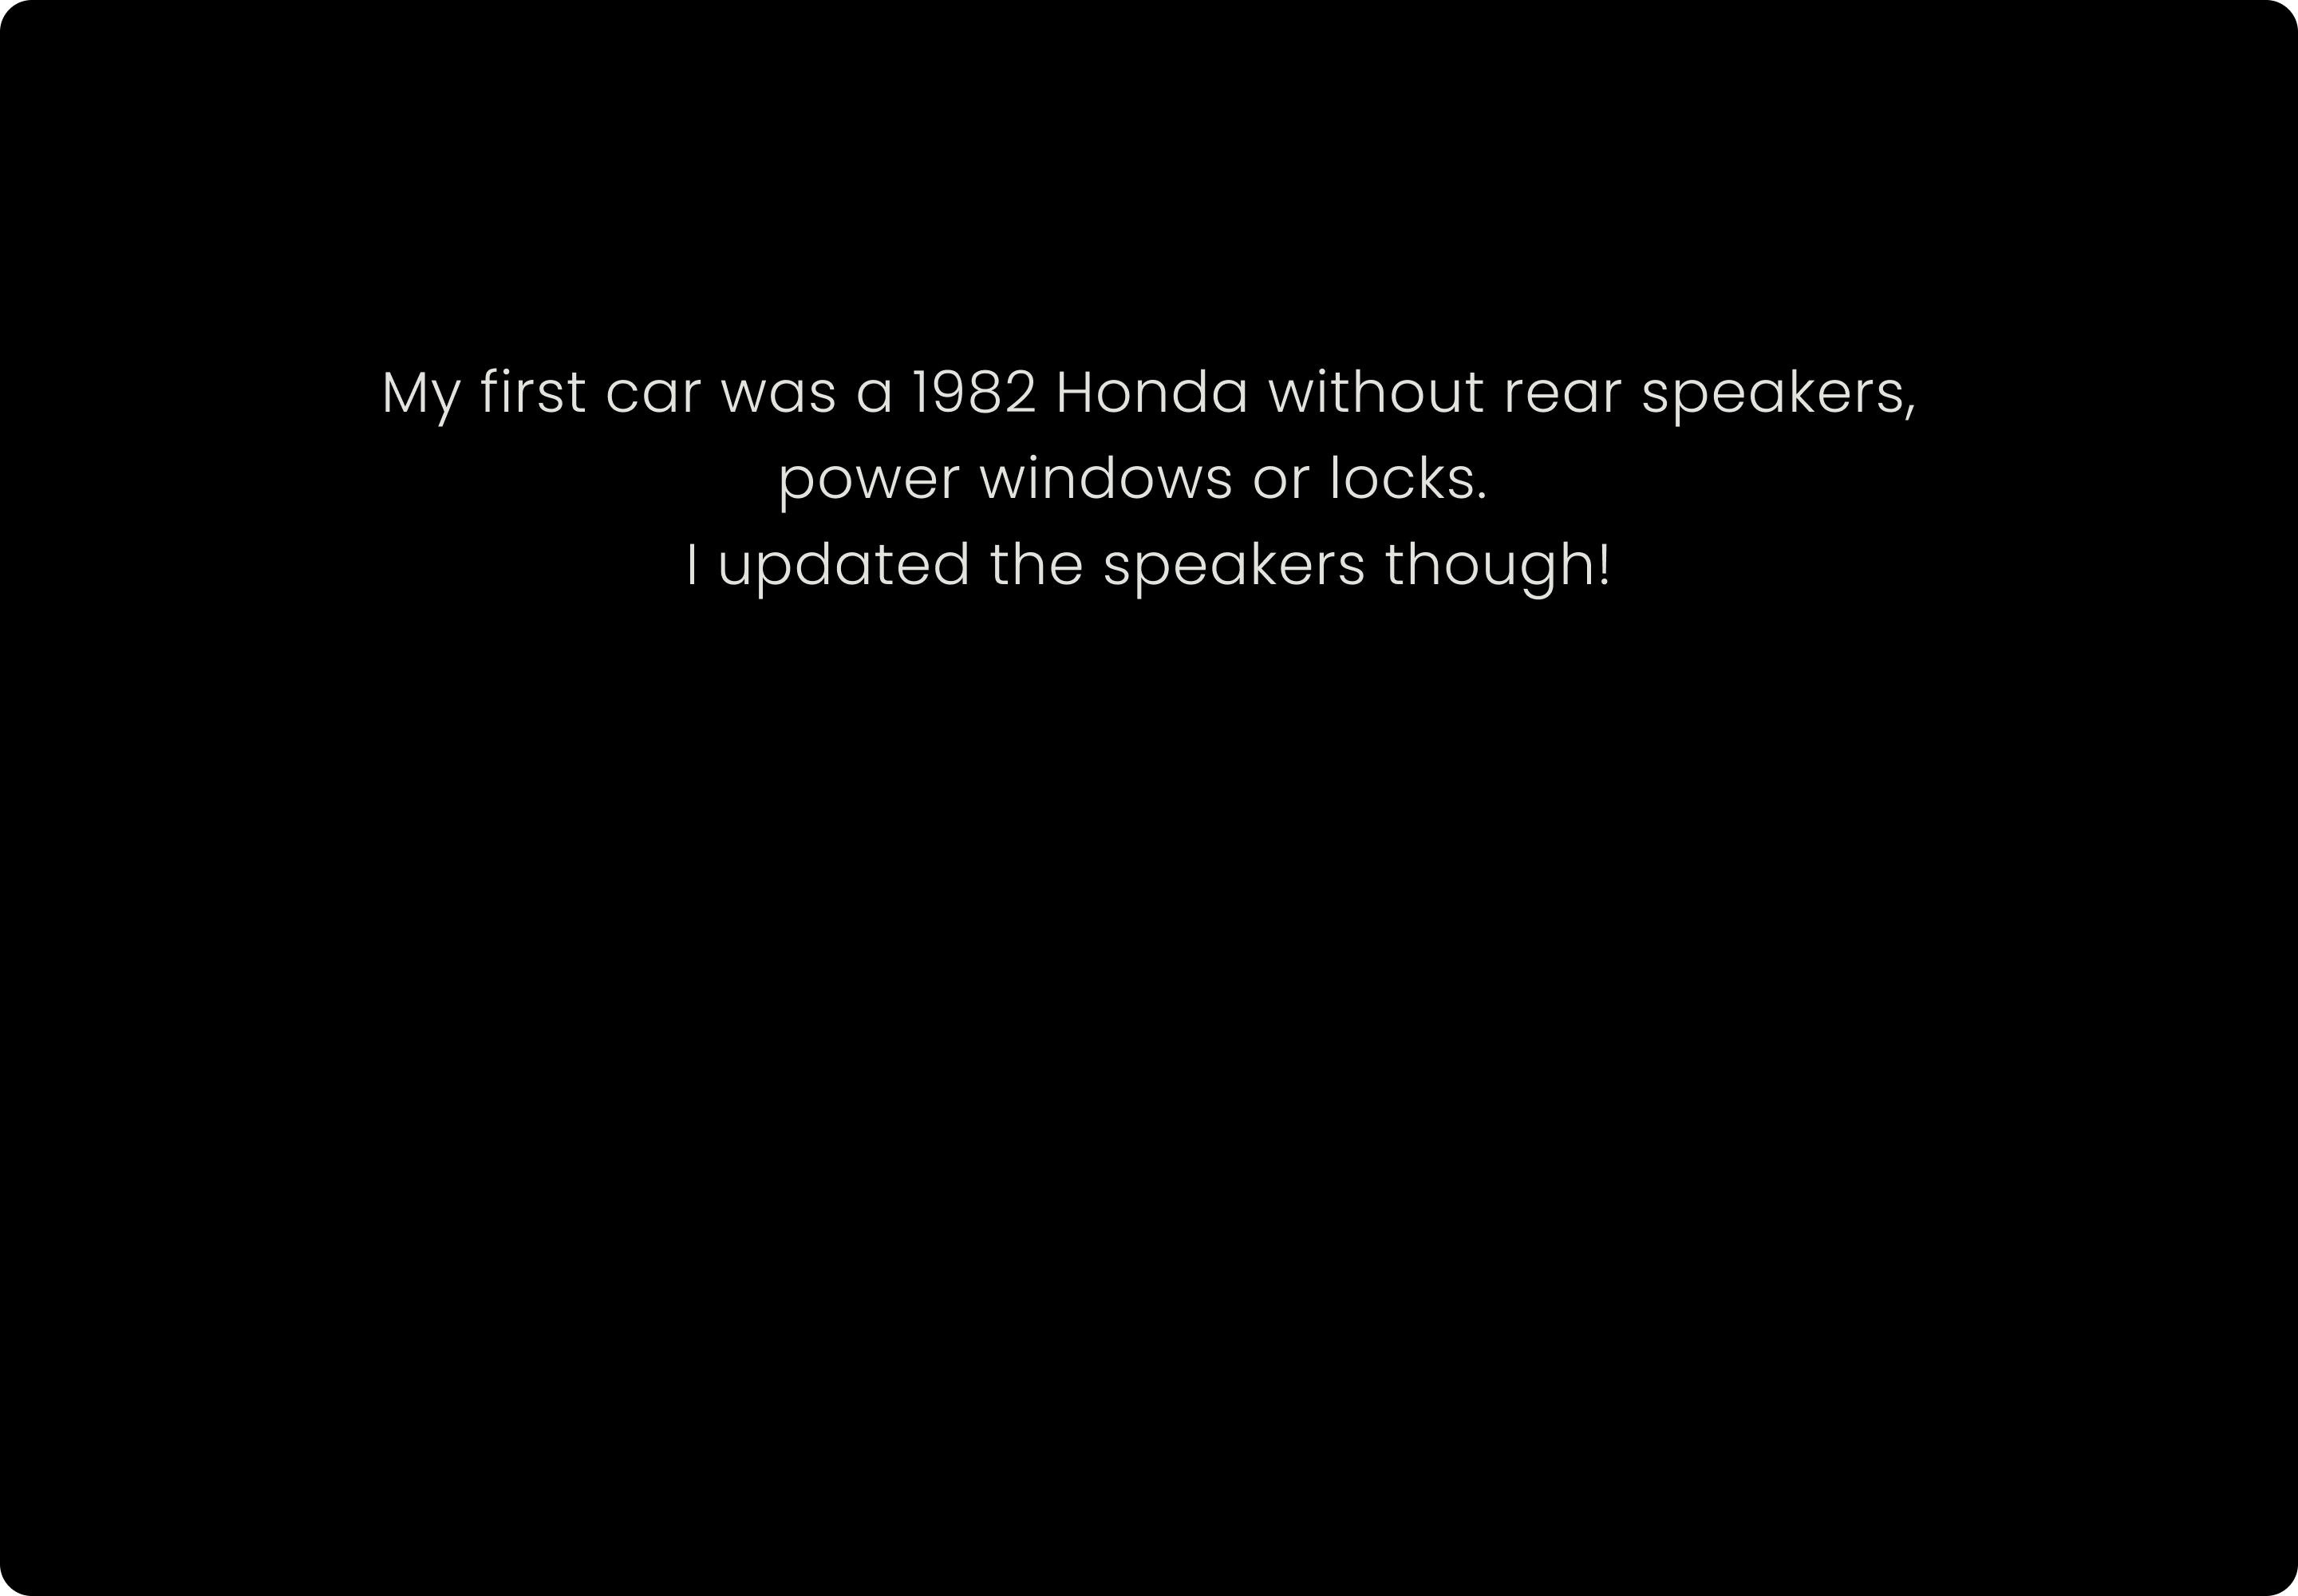 My first car was a 1982 Honda without rear speakers,
power windows or locks.
I updated the speakers though!